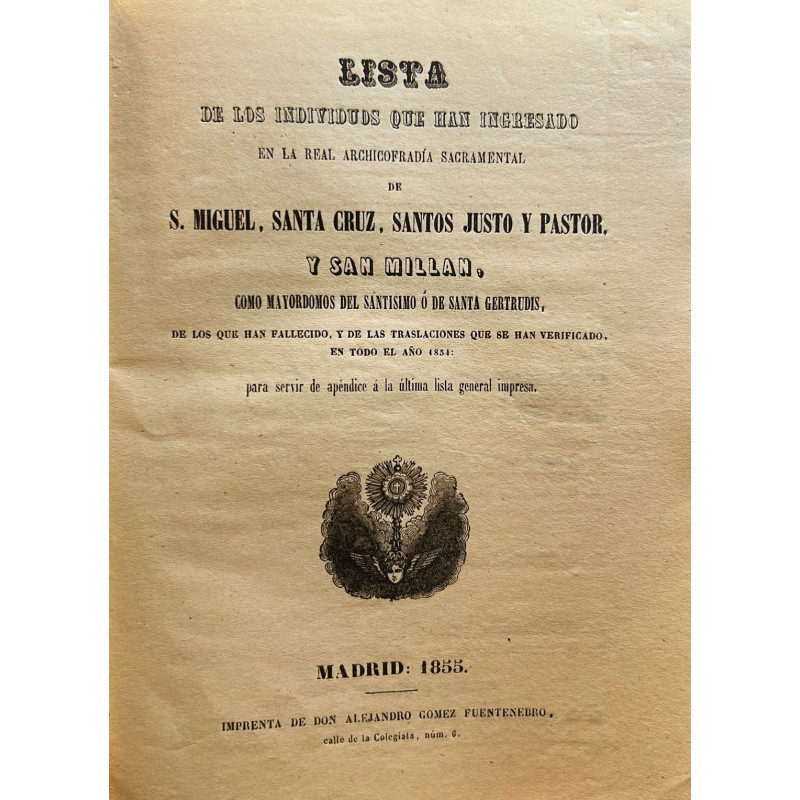 LISTA
DE LOS INDIVIDUOS QUE HAN INGRESADO
EN LA REAL ARCHICOFRADÍA SACRAMENTAL
DE
S. MIGUEL, SANTA CRUZ, SANTOS JUSTO Y PASTOR,
Y SAN MILLAN,
COMO MAYORDOMOS DEL SANTISIMO Ó DE SANTA GERTRUDIS,
DE LOS QUE HAN FALLECIDO, Y DE LAS TRASLACIONES QUE SE HAN VERIFICADO,
EN TODO EL AÑO 1854:
para servir de apéndice á la última lista general impresa.
MADRID: 1855.
IMPRENTA DE DON ALEJANDRO GOMEZ FUENTENEBRO,
calle de la Colegiata, núm. 6.